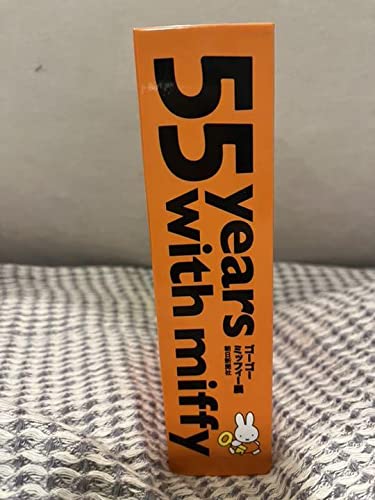 55 years
with miffy
ゴーゴー
ミッフィー展
朝日新聞社